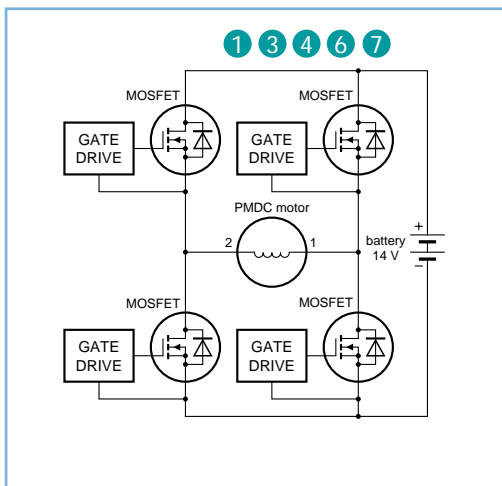 1 3 4 6 7
MOSFET
MOSFET
GATE
DRIVE
GATE
DRIVE
PMDC motor
2
1
+
battery
14 V
−
MOSFET
MOSFET
GATE
DRIVE
GATE
DRIVE